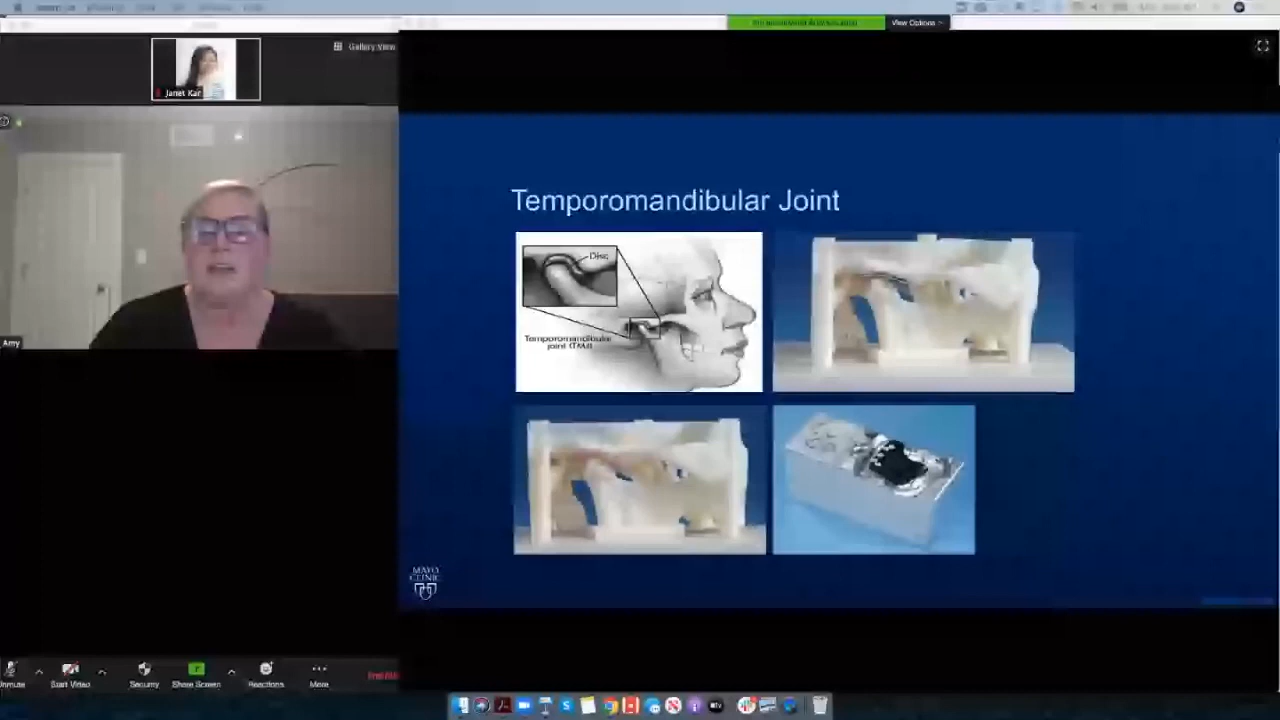 View Options
Gallery View
Janet Kar
Temporomandibular Joint
Disc
Temporomandibular
joint (TMJ)
Amy
MAYO
CLINIC
Unmute
Start Video
Security
Share Screen
Reactions
More